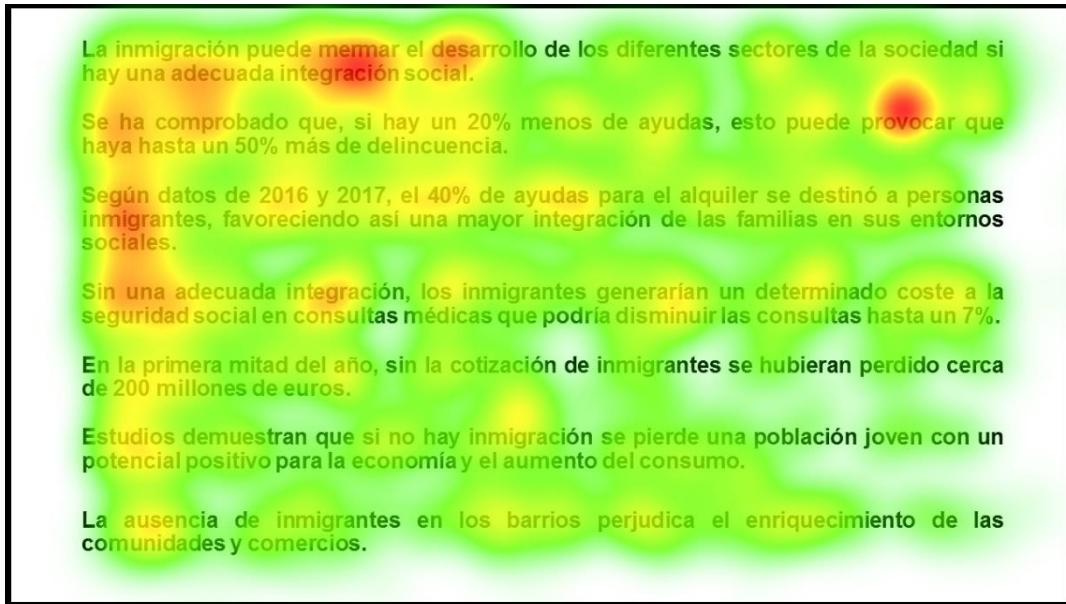 La inmigración puede mermar el desarrollo de los diferentes sectores de la sociedad si
hay una adecuada integración social.
Se ha comprobado que, si hay un 20% menos de ayudas, esto puede provocar que
haya hasta un 50% más de delincuencia.
Según datos de 2016 y 2017, el 40% de ayudas para el alquiler se destinó a personas
inmigrantes, favoreciendo así una mayor integración de las familias en sus entornos
sociales.
Sin una adecuada integración, los inmigrantes generarían un determinado coste a la
seguridad social en consultas médicas que podría disminuir las consultas hasta un 7%.
En la primera mitad del año, sin la cotización de inmigrantes se hubieran perdido cerca
de 200 millones de euros.
Estudios demuestran que si no hay inmigración se pierde una población joven con un
potencial positivo para la economía y el aumento del consumo.
La ausencia de inmigrantes en los barrios perjudica el enriquecimiento de las
comunidades y comercios.